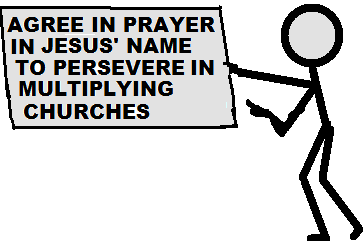 AGREE IN PRAYER
IN JESUS' NAME
TO PERSEVERE IN
MULTIPLYING
CHURCHES